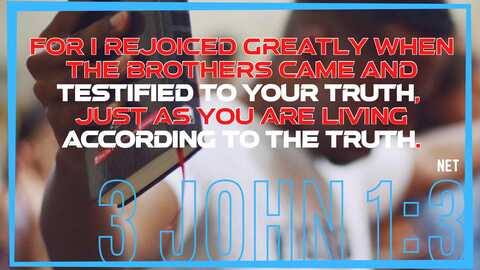 FOR I REJOICED GREATLY WHEN
THE BROTHERS CAME AND
TESTIFIED TO YOUR TRUTH,
JUST AS YOU ARE LIVING
ACCORDING TO THE TRUTH.
NET
3 JOHN 1:3